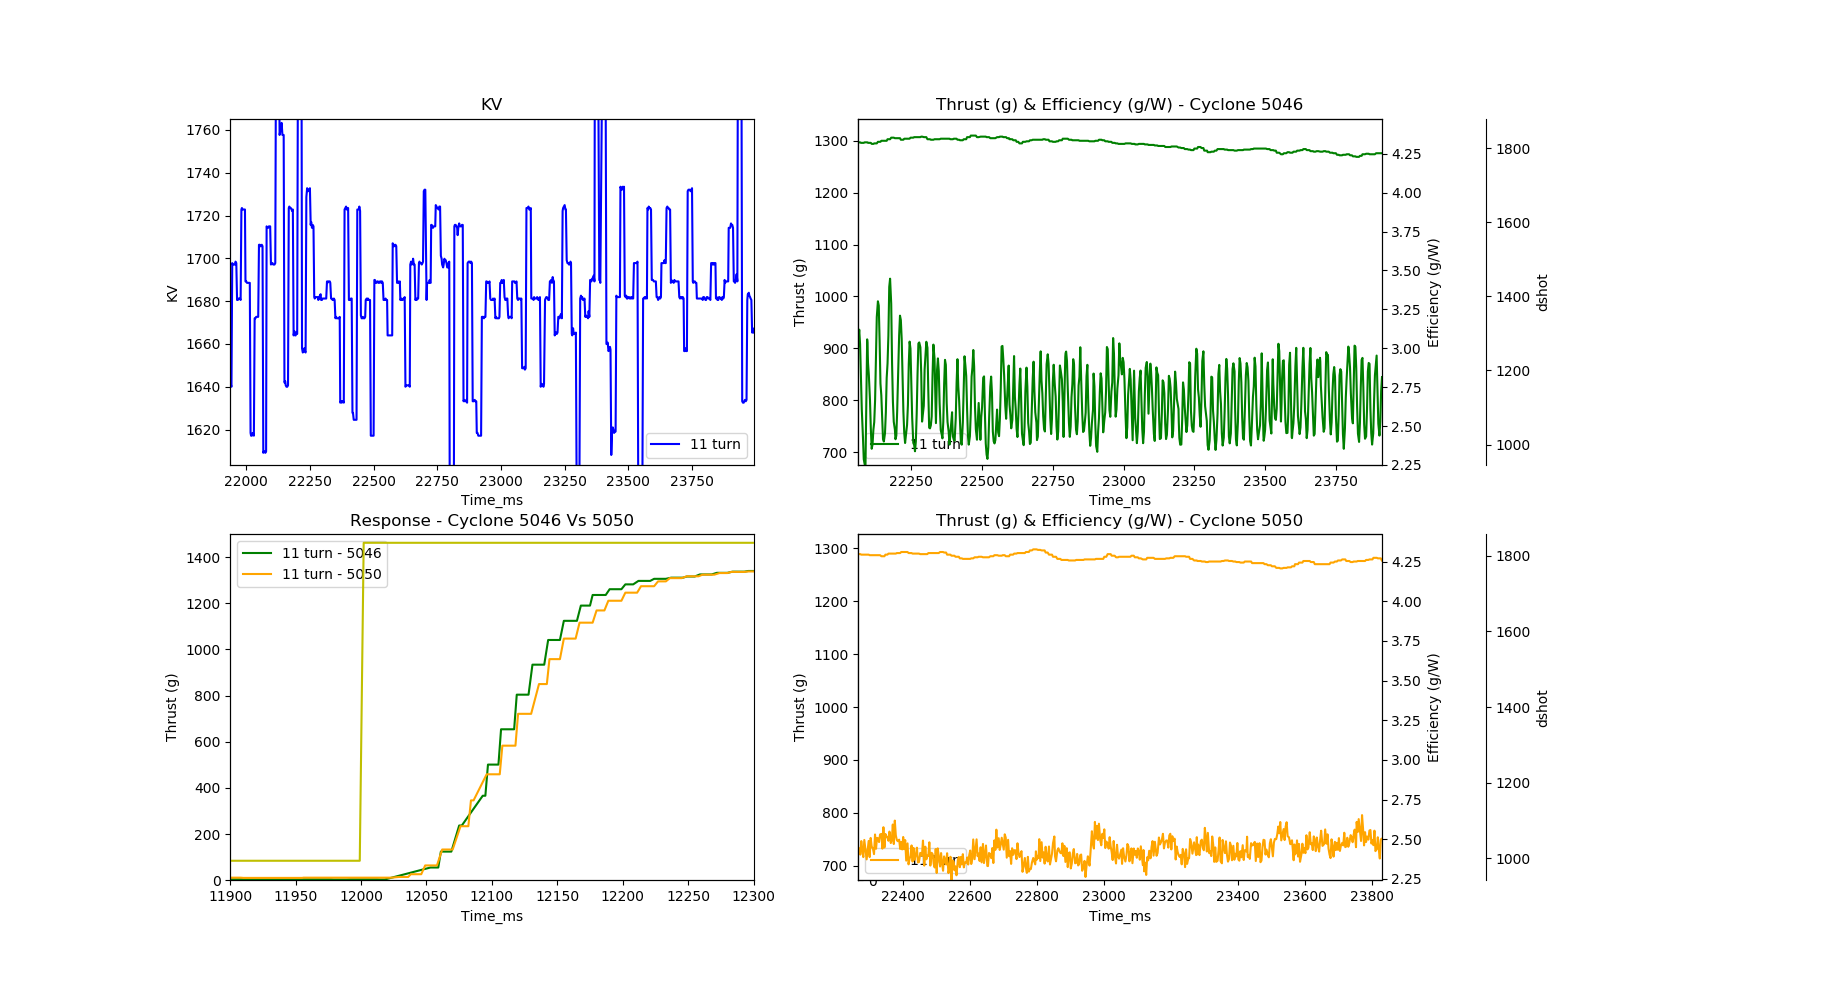 KV
1760
1740
1720
1700
1680
1660
1640
1620
KV
11 turn
22000 22250 22500 22750 23000 23250 23500 23750
Time_ms
Thrust (g) & Efficiency (g/W) - Cyclone 5046
1300
1200
1100
1000
900
800
700
Thrust (g)
11 turn
22250 22500 22750 23000 23250 23500 23750
Time_ms
4.25
4.00
3.75
3.50
3.25
3.00
2.75
2.50
2.25
Efficiency (g/W)
1800
1600
1400
1200
1000
dshot
Response - Cyclone 5046 Vs 5050
1400
1200
1000
800
600
400
200
0
Thrust (g)
11 turn - 5046
11 turn - 5050
11900 11950 12000 12050 12100 12150 12200 12250 12300
Time_ms
Thrust (g) & Efficiency (g/W) - Cyclone 5050
1300
1200
1100
1000
900
800
700
Thrust (g)
11 turn
0
22400 22600 22800 23000 23200 23400 23600 23800
Time_ms
4.25
4.00
3.75
3.50
3.25
3.00
2.75
2.50
2.25
Efficiency (g/W)
1800
1600
1400
1200
1000
dshot